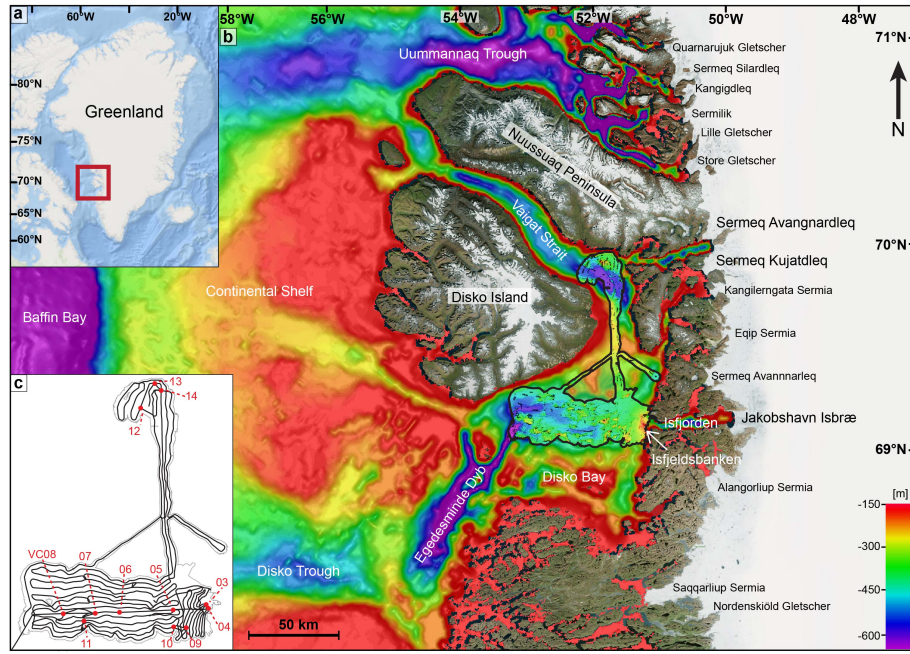 a
60°W
20°W
80°N
75°N
70°N
65°N
60°N
Greenland
b
58°W
56°W
54°W
52°W
50°W
48°W
71°N
70°N
69°N
N
Uummannaq Trough
Quarnarujuk Gletscher
Sermeq Silardleq
Kangigdleq
Sermilik
Lille Gletscher
Store Gletscher
Nuussuaq Peninsula
Vaigat Strait
Sermeq Avangnardleq
Sermeq Kujatdleq
Kangilerngata Sermia
Continental Shelf
Disko Island
Baffin Bay
Eqip Sermia
Sermeq Avannnarleq
Jakobshavn Isbræ
Isfjorden
Isfjeldsbanken
Disko Bay
Alangorliup Sermia
Egedesminde Dyb
Disko Trough
Saqqarliup Sermia
Nordenskiöld Gletscher
50 km
[m]
-150
-300
-450
-600
c
13
14
12
VC08
07
06
05
03
04
11
10
09